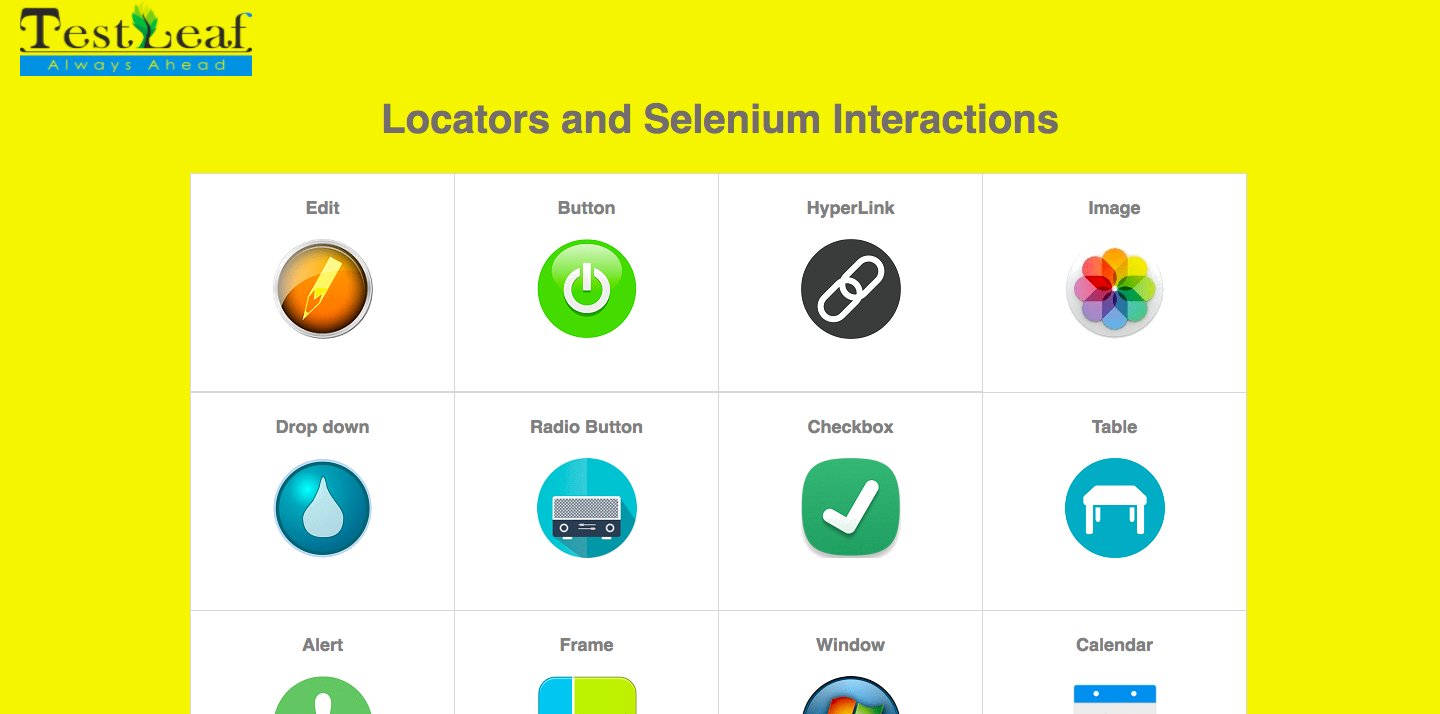 TestLeaf
Always Ahead
Locators and Selenium Interactions
Edit
Button
HyperLink
Image
Drop down
Radio Button
Checkbox
Table
Alert
Frame
Window
Calendar